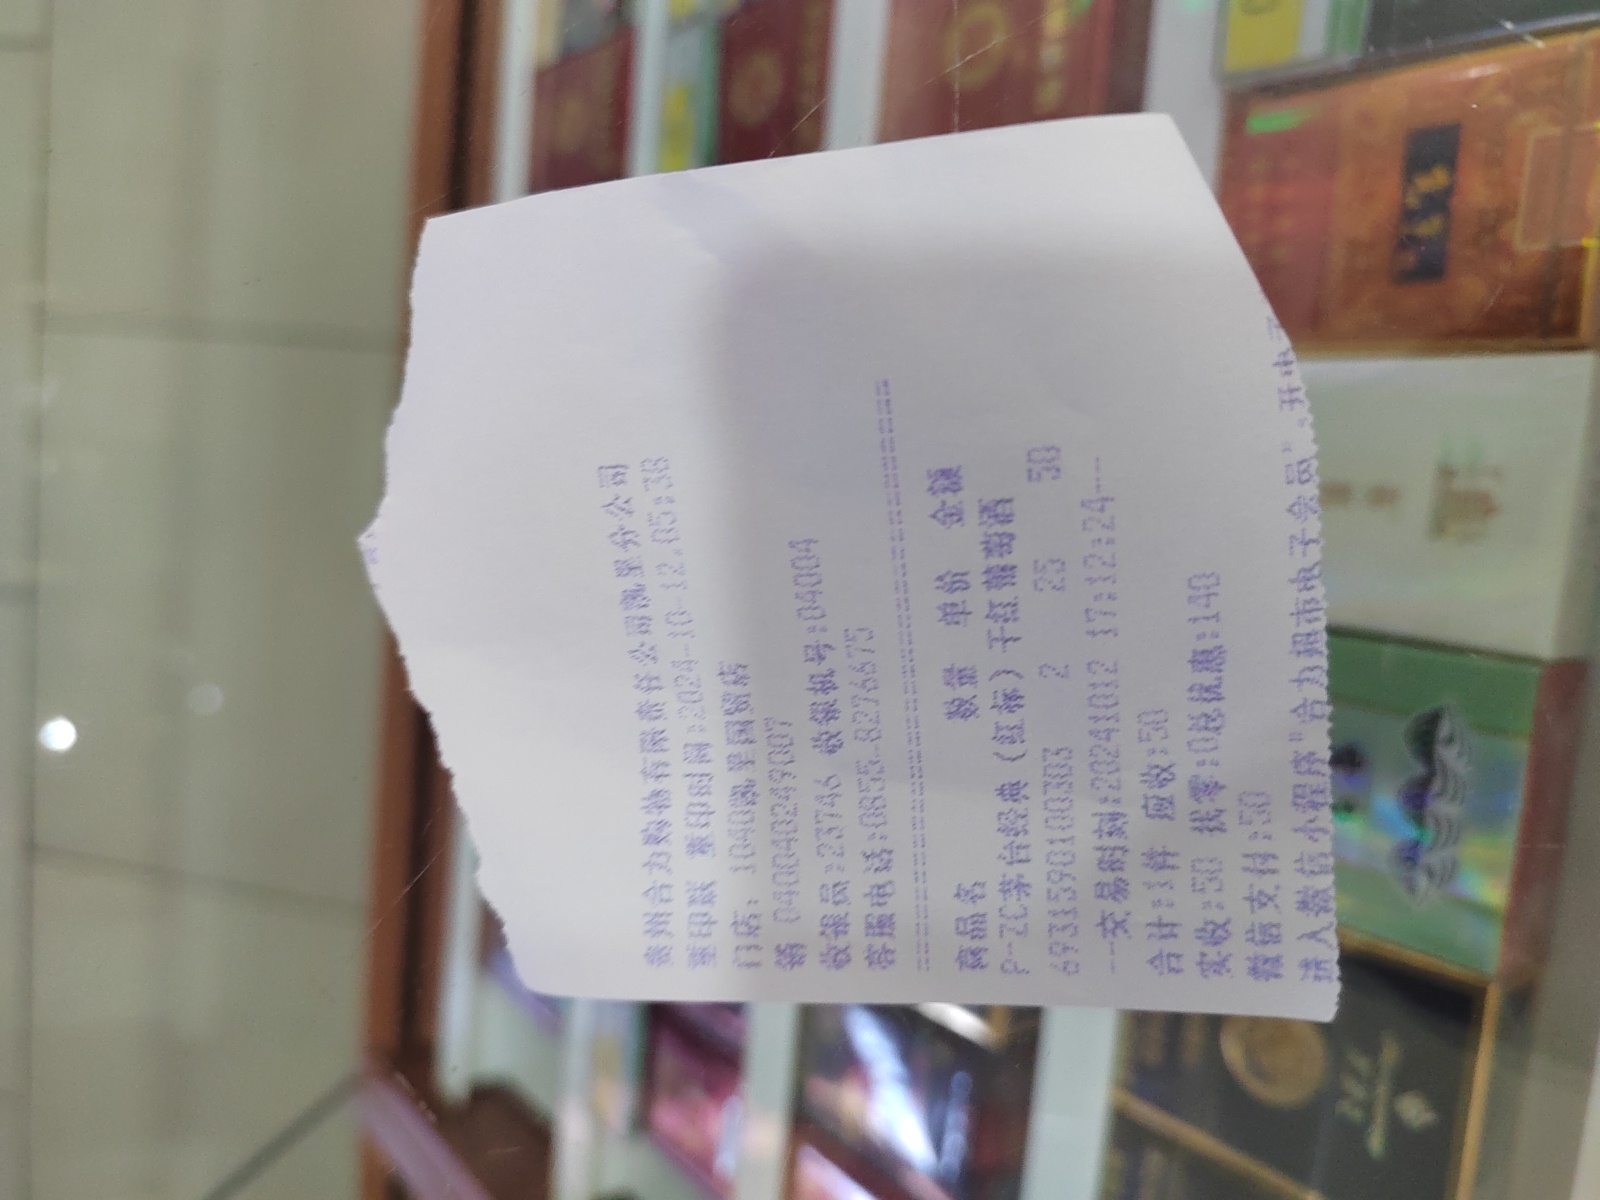 贵州合力购物有限责任公司凯里分公司
重印联 重印时间:2024-10-12,05:38
门店: 1040凯里国贸店
销 040040249007
收银员:23746 收银机号:04004
客服电话:0855-8276675
商品名 数量 单价 金额
P-ZC茅台经典(红标)干红葡萄酒
6931590100303 2 25 50
---交易时刻:20241012 17:12:24---
合计:1件 应收:50
实收:50 找零:0总优惠:140
微信支付:50
进入微信小程序"合力超市电子会员",开电子